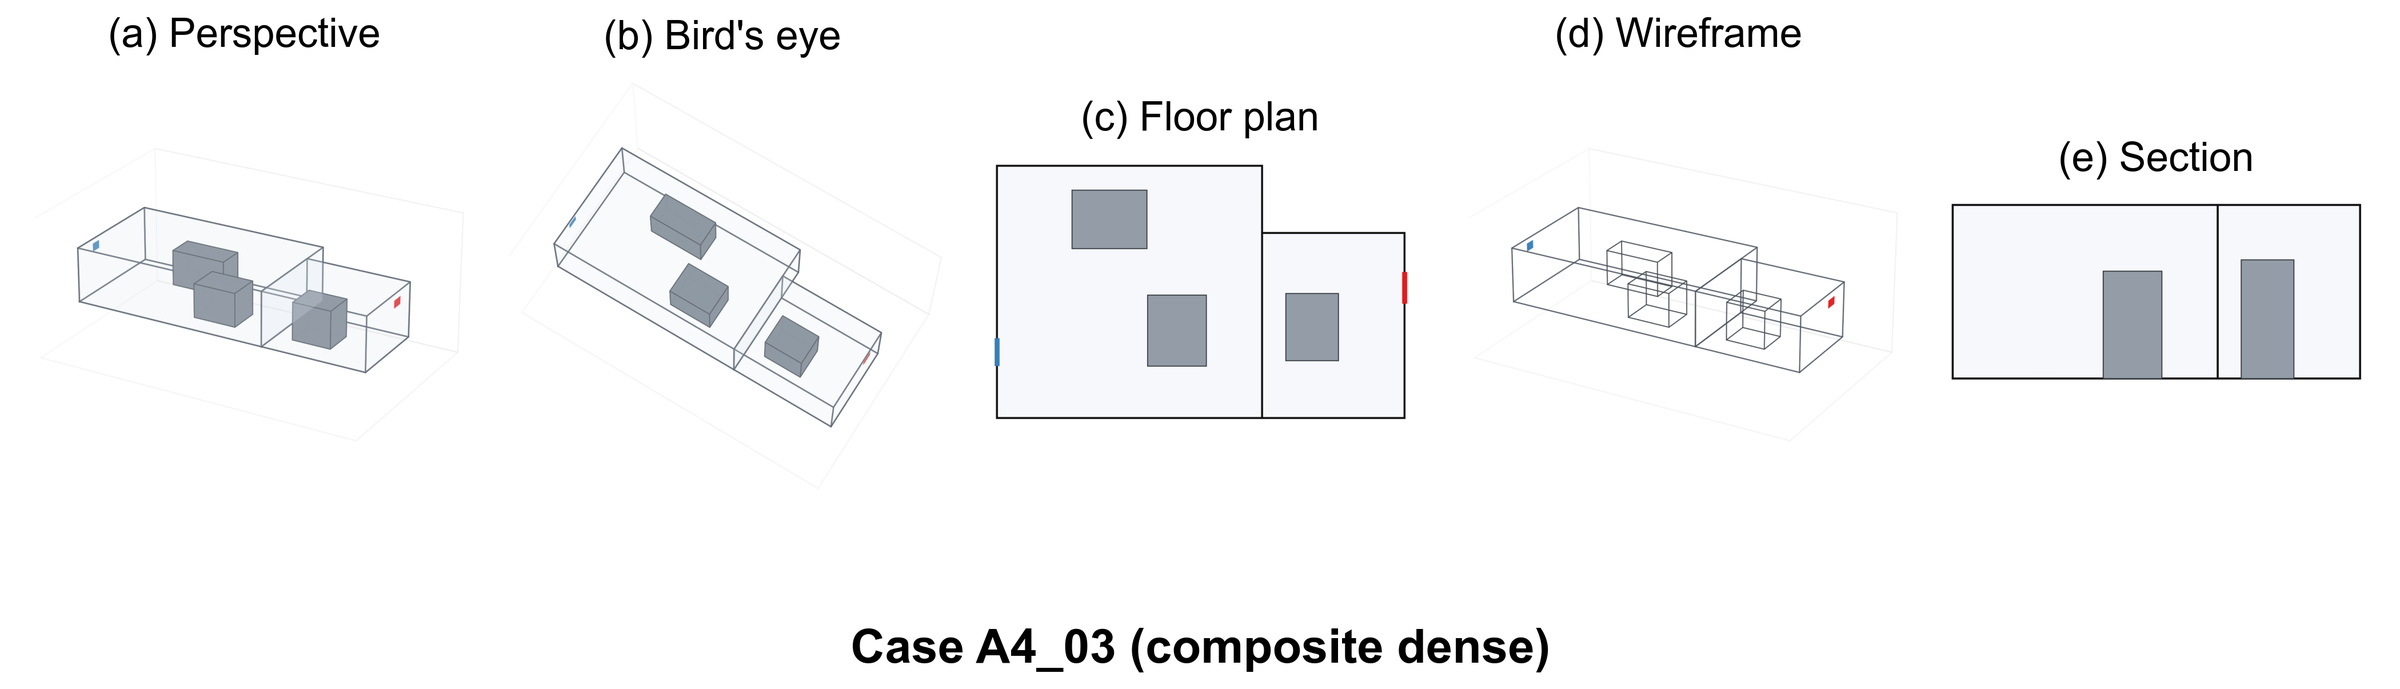 (a) Perspective
(b) Bird's eye
(c) Floor plan
(d) Wireframe
(e) Section
Case A4_03 (composite dense)